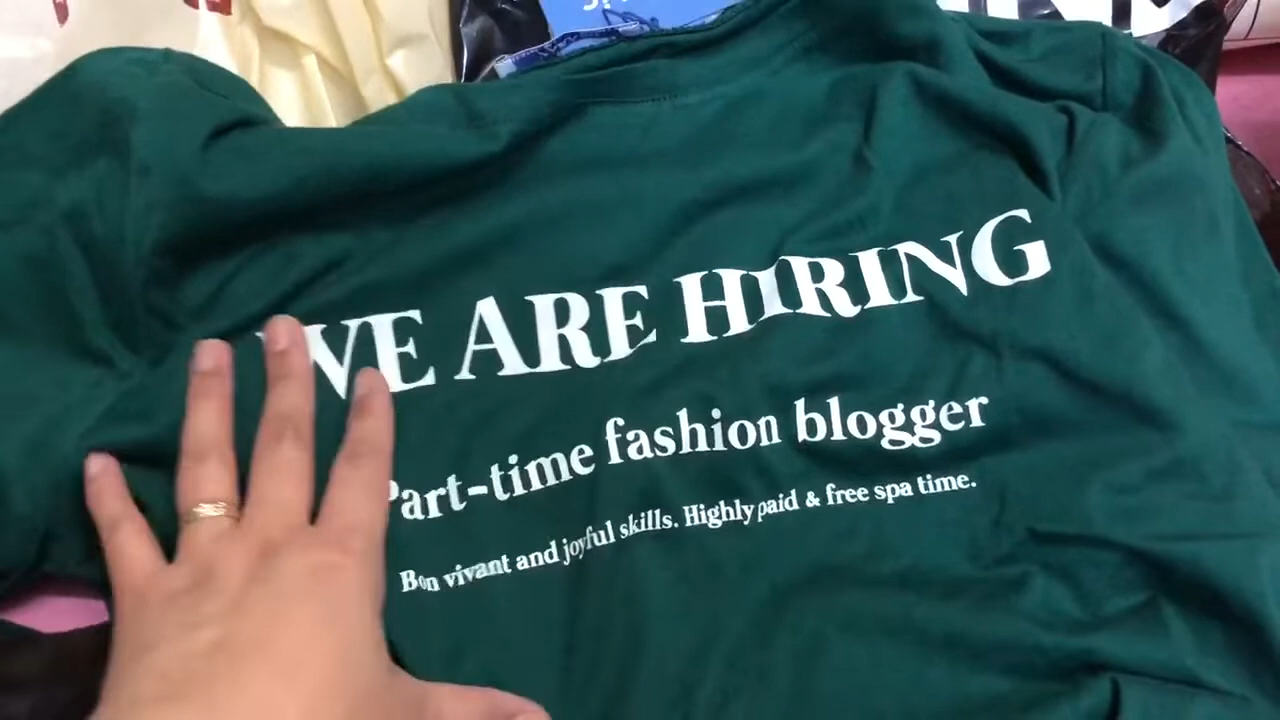 WE ARE HIRING
Part-time fashion blogger
Bon vivant and joyful skills. Highly paid & free spa time.